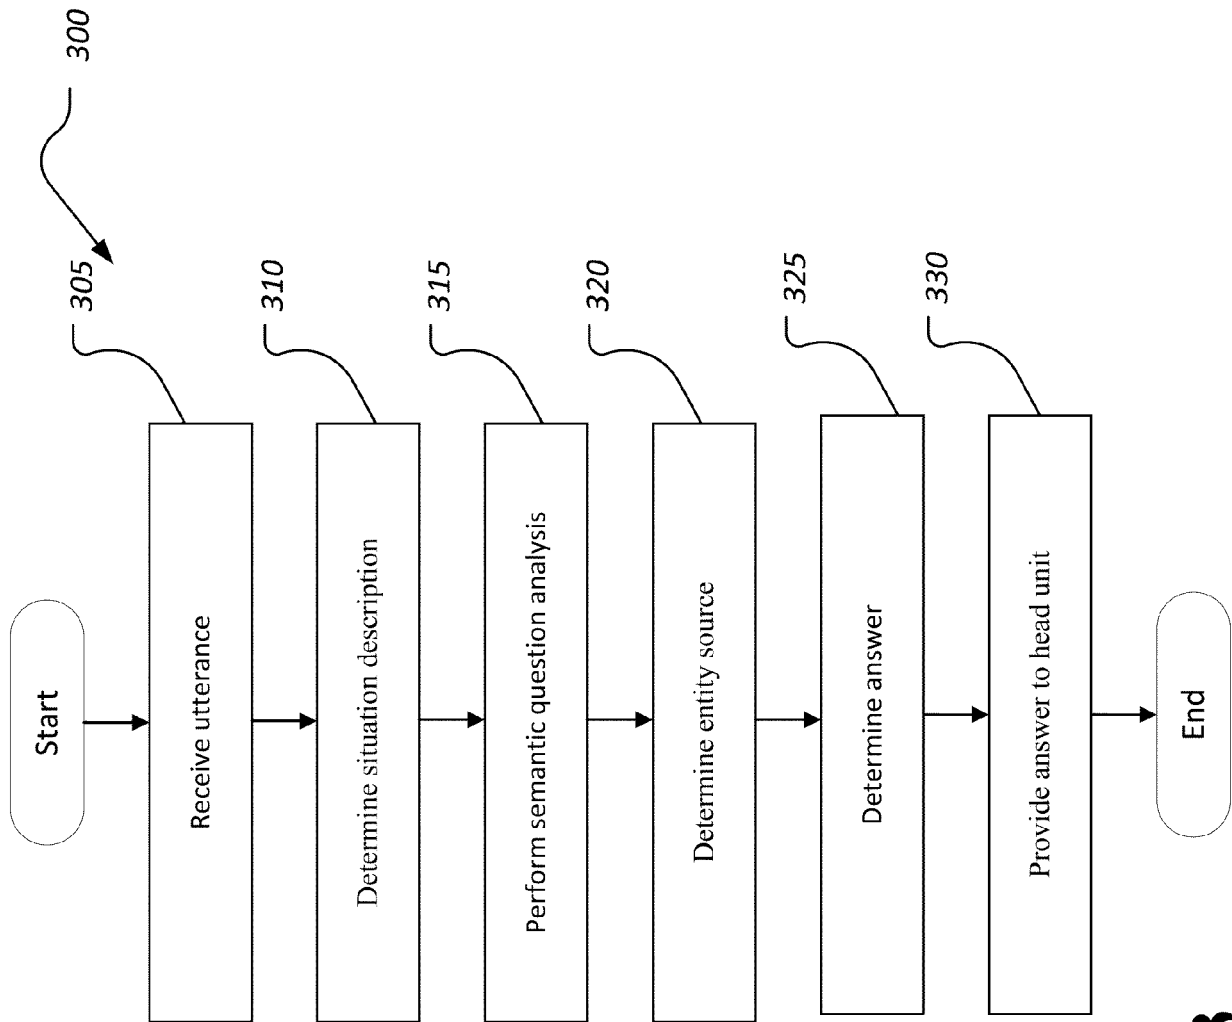 300
Start
Receive utterance
305
Determine situation description
310
Perform semantic question analysis
315
Determine entity source
320
Determine answer
325
Provide answer to head unit
330
End